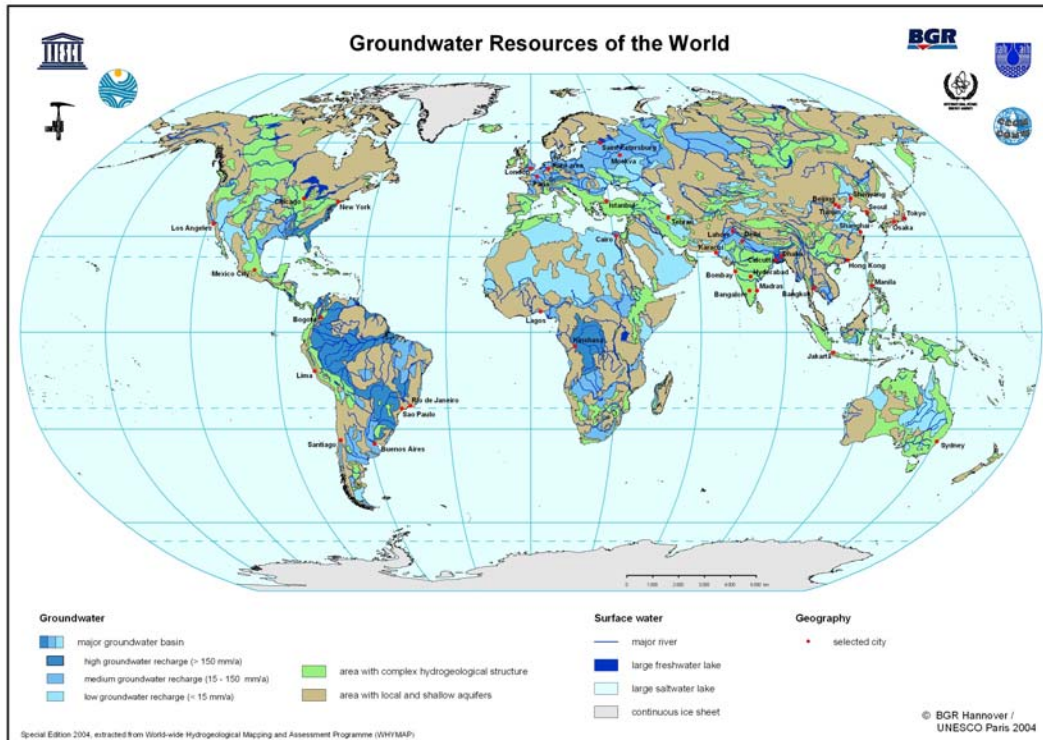 Groundwater Resources of the World
BGR
Saint Petersburg
Moskva
London
Paris
Chicago
New York
Istanbul
Los Angeles
Tehran
Cairo
Lahore
Delhi
Karachi
Dhaka
Calcutta
Beijing
Tianjin
Shenyang
Seoul
Tokyo
Osaka
Shanghai
Mexico City
Bombay
Hyderabad
Hong Kong
Bangalore
Madras
Bangkok
Manila
Bogota
Lagos
Kinshasa
Jakarta
Lima
Rio de Janeiro
Sao Paulo
Santiago
Buenos Aires
Sydney
Groundwater
major groundwater basin
high groundwater recharge (> 150 mm/a)
medium groundwater recharge (15 - 150 mm/a)
low groundwater recharge (< 15 mm/a)
area with complex hydrogeological structure
area with local and shallow aquifers
Surface water
major river
large freshwater lake
large saltwater lake
continuous ice sheet
Geography
selected city
© BGR Hannover /
UNESCO Paris 2004
Special Edition 2004, extracted from World-wide Hydrogeological Mapping and Assessment Programme (WHYMAP)